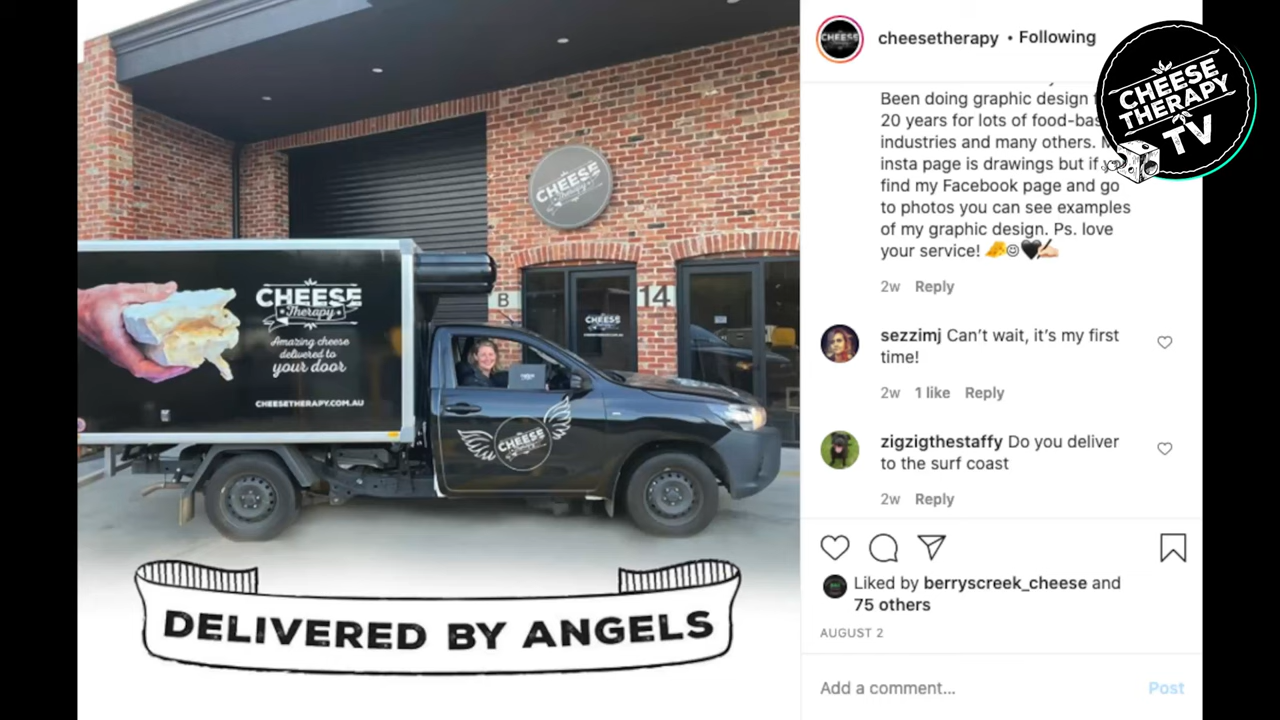 CHEESE
Therapy
B
14
CHEESE
CHEESE
Therapy
Amazing cheese
delivered to
your door
CHEESETHERAPY.COM.AU
CHEESE
DELIVERED BY ANGELS
cheesetherapy • Following
CHEESE
THERAPY
TV
Been doing graphic design
20 years for lots of food-bas
industries and many others.
insta page is drawings but if
find my Facebook page and go
to photos you can see examples
of my graphic design. Ps. love
your service! 🧀☺🖤✍🏻
2w Reply
sezzimj Can't wait, it's my first
time!
2w 1 like Reply
zigzigthestaffy Do you deliver
to the surf coast
2w Reply
Liked by berryscreek_cheese and
75 others
AUGUST 2
Add a comment... Post